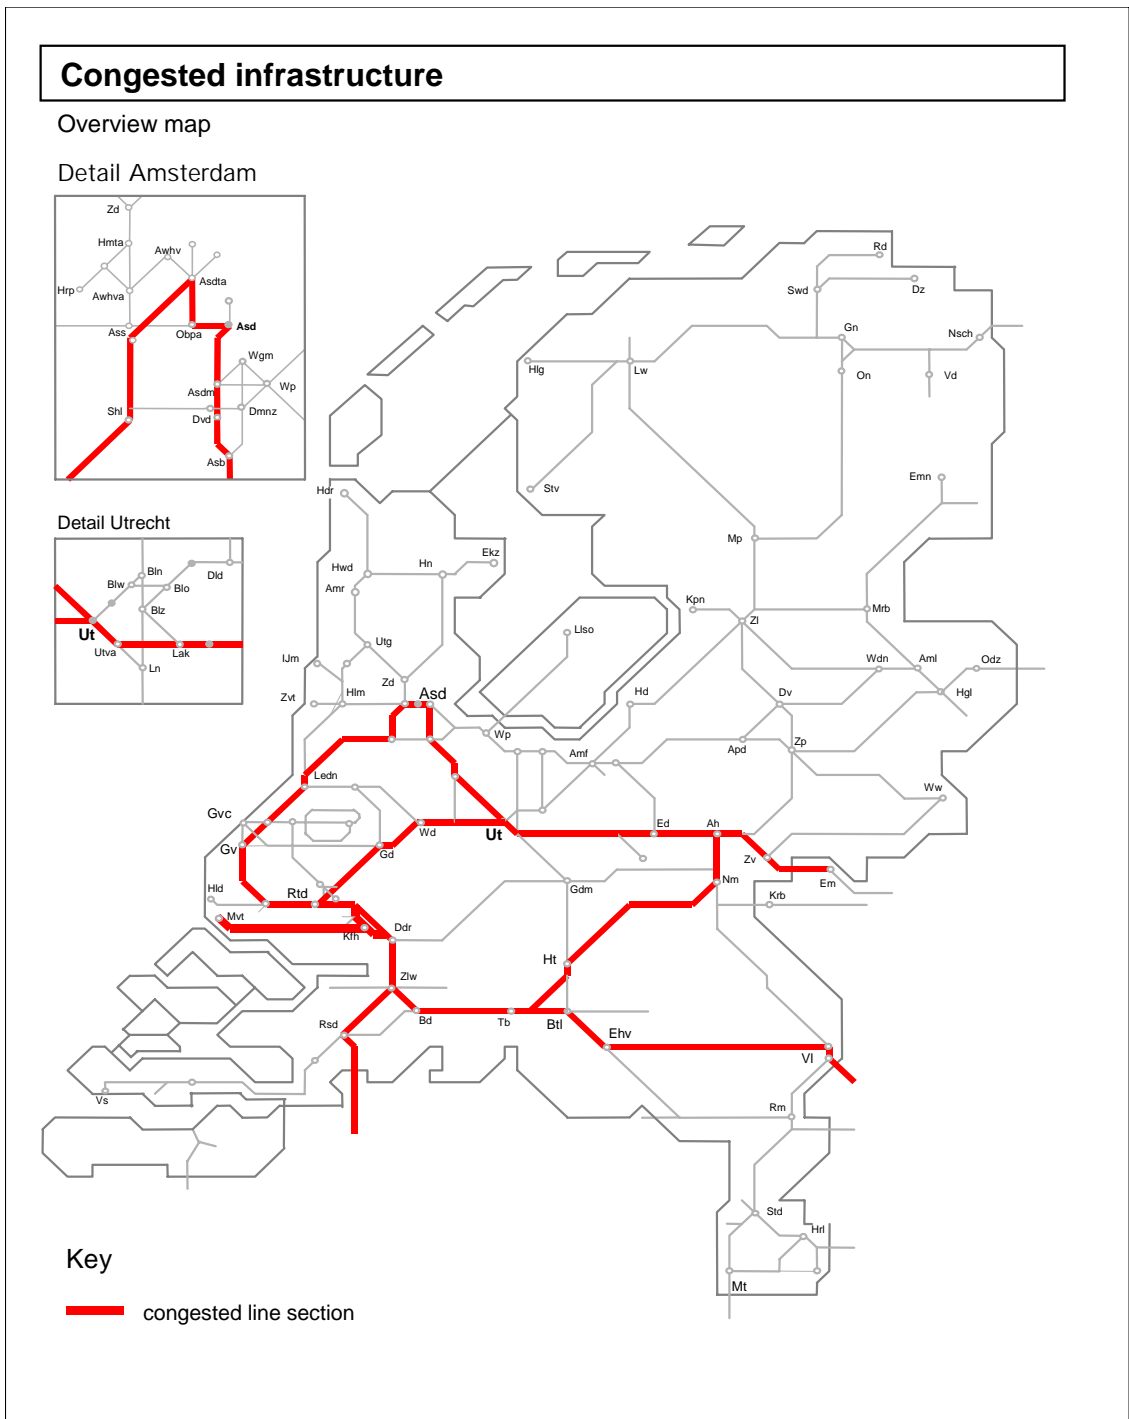 Congested infrastructure
Overview map
Detail Amsterdam
Zd
Hmta
Awhv
Asdta
Hrp
Awhva
Ass
Obpa
Asd
Wgm
Wp
Asdm
Shl
Dvd
Dmnz
Asb
Detail Utrecht
Bln
Blw
Blo
Dld
Blz
Ut
Utva
Lak
Ln
Rd
Swd
Dz
Gn
Nsch
Hlg
Lw
On
Vd
Stv
Emn
Hdr
Mp
Ekz
Hwd
Hn
Amr
Kpn
Mrb
Zl
Llso
Utg
IJm
Zd
Wdn
Aml
Odz
Hlm
Asd
Zvt
Hd
Dv
Hgl
Wp
Amf
Apd
Zp
Ledn
Ww
Gvc
Wd
Ut
Ed
Ah
Gv
Gd
Zv
Em
Hld
Rtd
Gdm
Nm
Krb
Mvt
Kfh
Ddr
Ht
Zlw
Rsd
Bd
Tb
Btl
Ehv
Vl
Vs
Rm
Std
Hrl
Mt
Key
congested line section